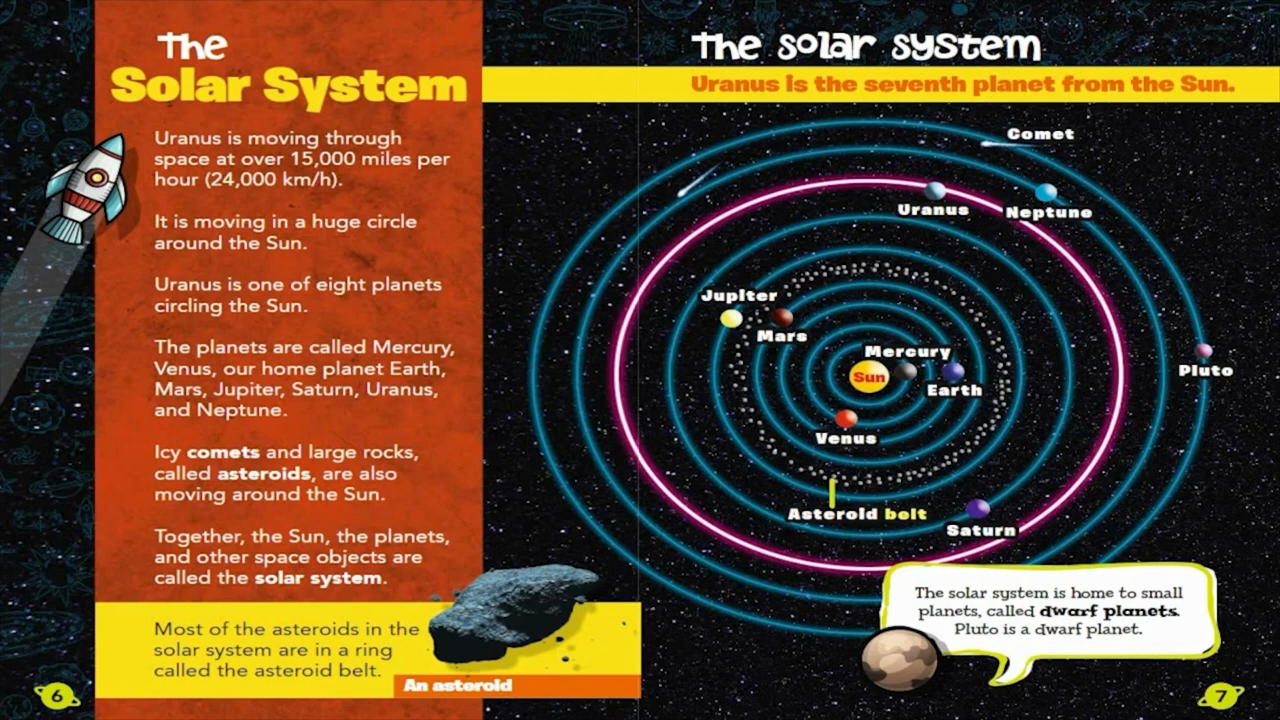 The
Solar System
Uranus is moving through
space at over 15,000 miles per
hour (24,000 km/h).
It is moving in a huge circle
around the Sun.
Uranus is one of eight planets
circling the Sun.
The planets are called Mercury,
Venus, our home planet Earth,
Mars, Jupiter, Saturn, Uranus,
and Neptune.
Icy comets and large rocks,
called asteroids, are also
moving around the Sun.
Together, the Sun, the planets,
and other space objects are
called the solar system.
Most of the asteroids in the
solar system are in a ring
called the asteroid belt.
An asteroid
6
The solar system
Uranus is the seventh planet from the Sun.
Comet
Uranus
Neptune
Jupiter
Mars
Mercury
Sun
Earth
Pluto
Venus
Asteroid belt
Saturn
The solar system is home to small
planets, called dwarf planets.
Pluto is a dwarf planet.
7